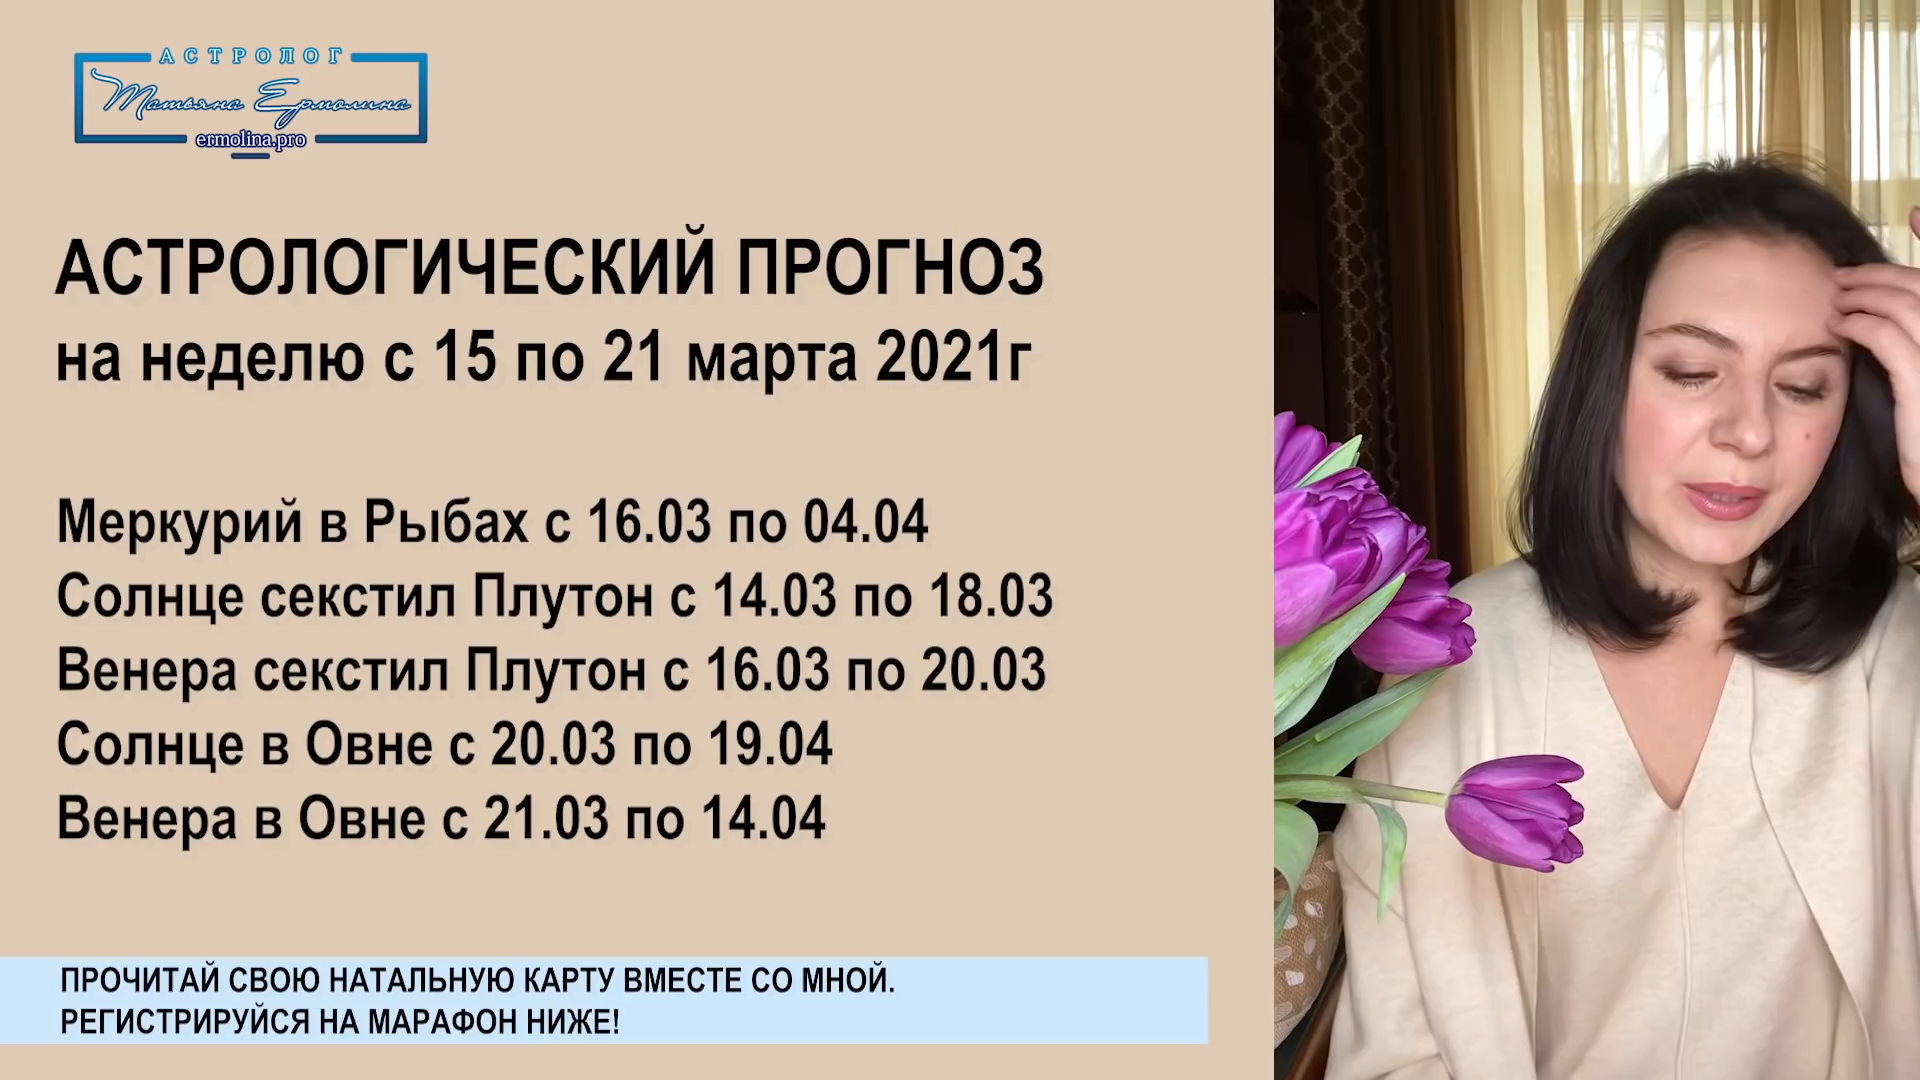 АСТРОЛОГ
Татьяна Ермолина
ermolina.pro
АСТРОЛОГИЧЕСКИЙ ПРОГНОЗ
на неделю с 15 по 21 марта 2021г
Меркурий в Рыбах с 16.03 по 04.04
Солнце секстил Плутон с 14.03 по 18.03
Венера секстил Плутон с 16.03 по 20.03
Солнце в Овне с 20.03 по 19.04
Венера в Овне с 21.03 по 14.04
ПРОЧИТАЙ СВОЮ НАТАЛЬНУЮ КАРТУ ВМЕСТЕ СО МНОЙ.
РЕГИСТРИРУЙСЯ НА МАРАФОН НИЖЕ!